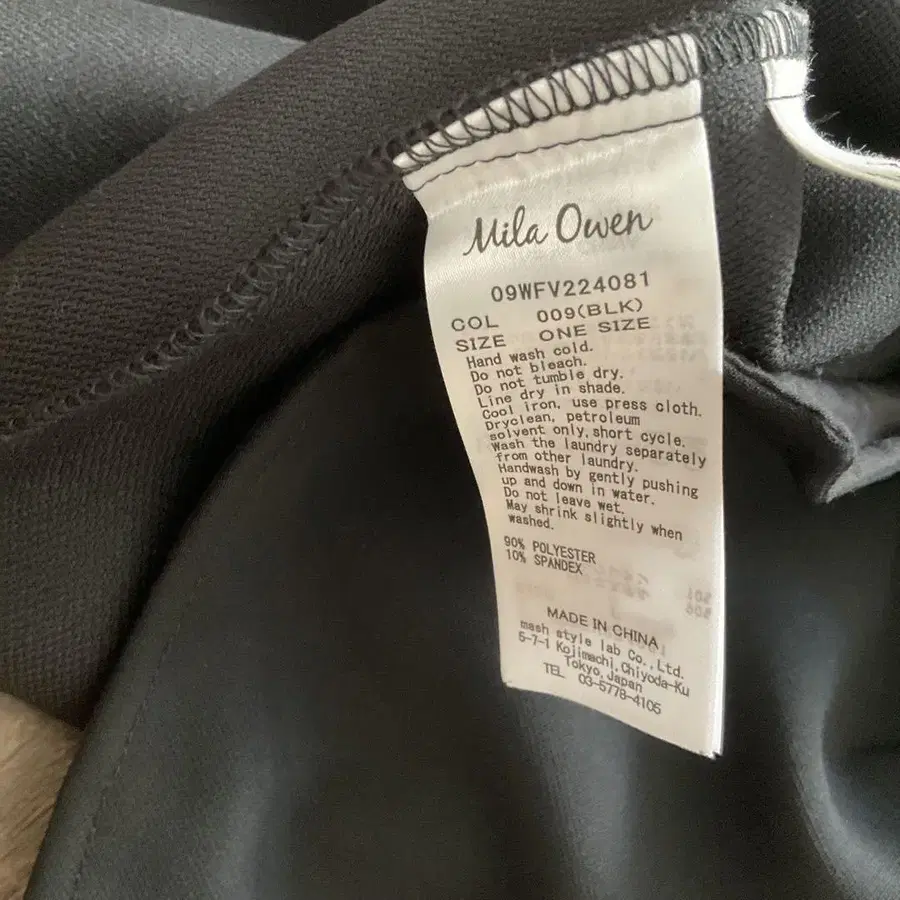 Mila Owen
09WFV224081
COL 009(BLK)
SIZE ONE SIZE
Hand wash cold.
Do not bleach.
Do not tumble dry.
Line dry in shade.
Cool iron, use press cloth.
Dryclean, petroleum
solvent only,short cycle.
Wash the laundry separately
from other laundry.
Handwash by gently pushing
up and down in water.
Do not leave wet.
May shrink slightly when
washed.
90% POLYESTER
10% SPANDEX
MADE IN CHINA
mash style lab Co.,Ltd.
5-7-1 Kojimachi,Chiyoda-Ku
Tokyo,Japan
TEL 03-5778-4105